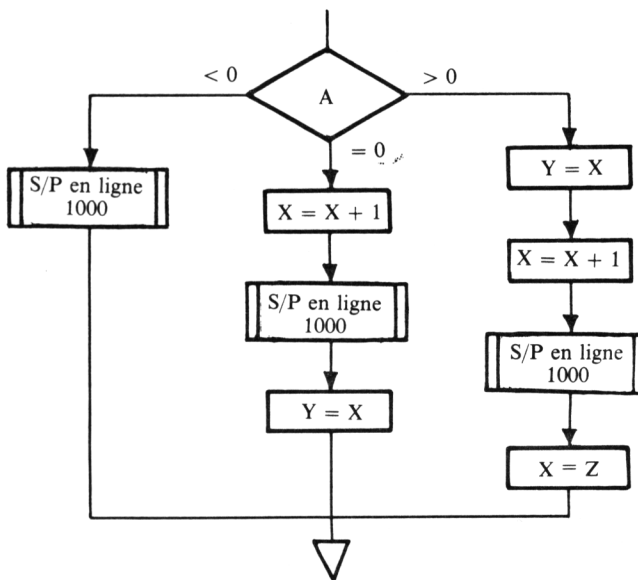 < 0
A
> 0
= 0
S/P en ligne
1000
X = X + 1
S/P en ligne
1000
Y = X
Y = X
X = X + 1
S/P en ligne
1000
X = Z